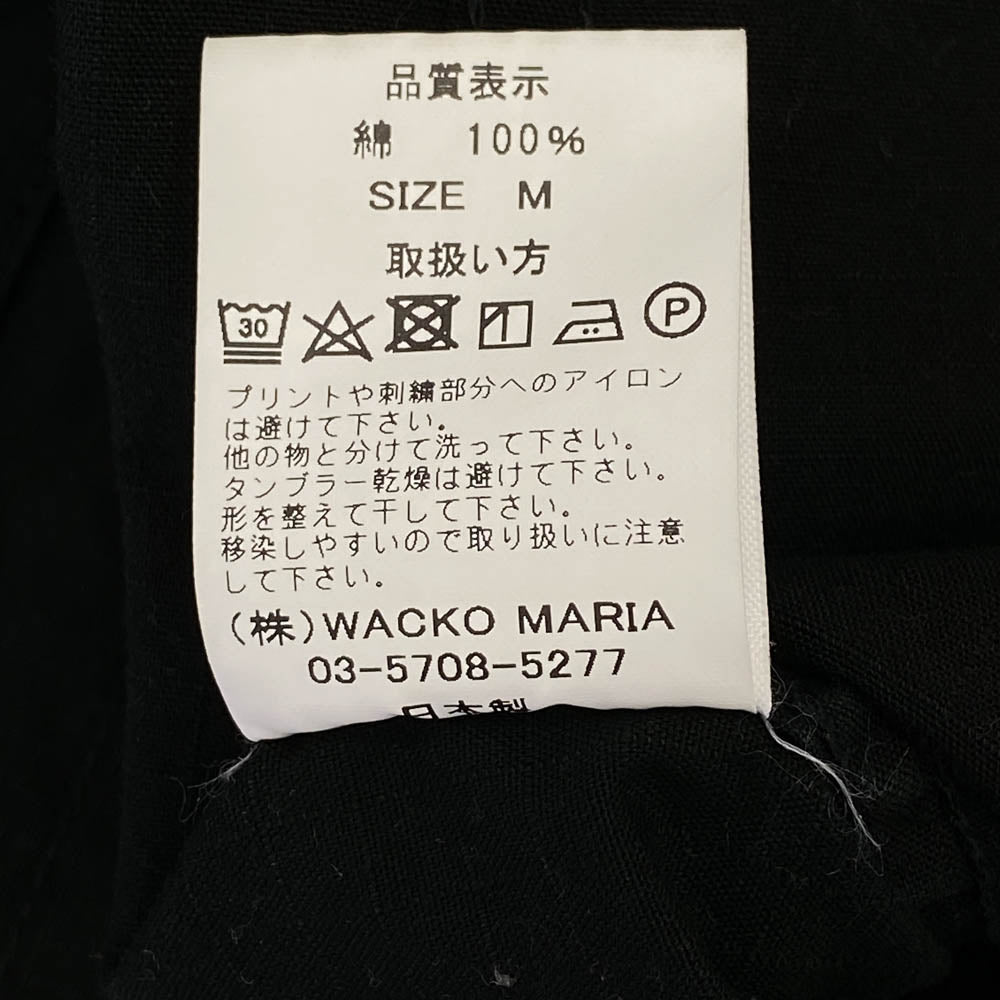 品質表示
綿 100%
SIZE M
取扱い方
30 P
プリントや刺繍部分へのアイロン
は避けて下さい。
他の物と分けて洗って下さい。
タンブラー乾燥は避けて下さい。
形を整えて干して下さい。
移染しやすいので取り扱いに注意
して下さい。
(株)WACKO MARIA
03-5708-5277
日本製